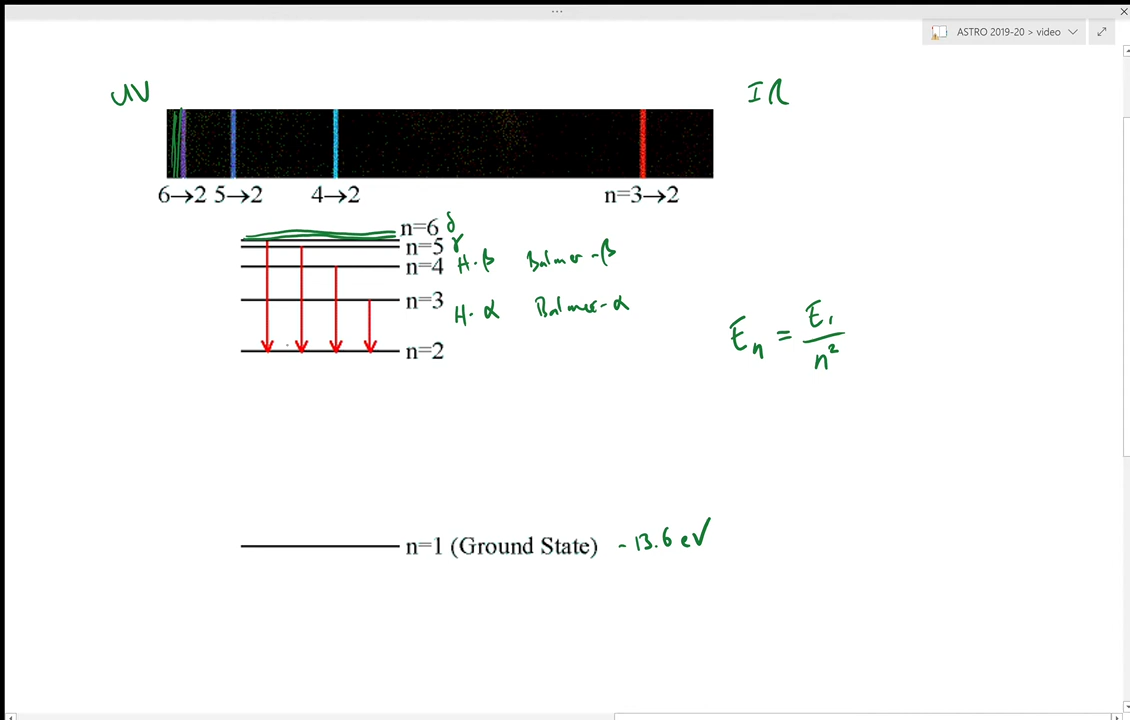 ASTRO 2019-20 > video
UV
IR
6→2 5→2 4→2 n=3→2
n=6 δ
n=5 γ
n=4 H-β Balmer-β
n=3 H-α Balmer-α
n=2
Eₙ = E₁/n²
n=1 (Ground State) -13.6 eV